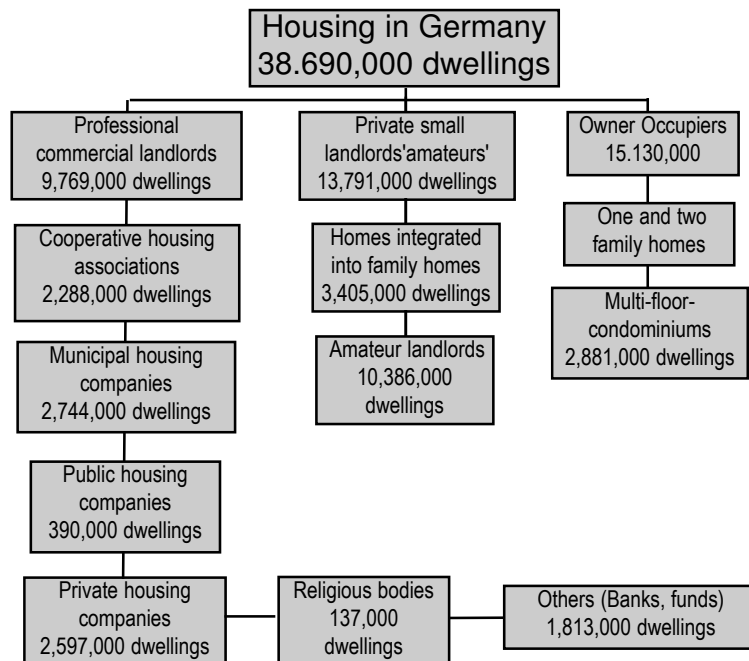 Housing in Germany
38.690,000 dwellings
Professional
commercial landlords
9,769,000 dwellings
Private small
landlords'amateurs'
13,791,000 dwellings
Owner Occupiers
15.130,000
Cooperative housing
associations
2,288,000 dwellings
Homes integrated
into family homes
3,405,000 dwellings
One and two
family homes
Municipal housing
companies
2,744,000 dwellings
Amateur landlords
10,386,000
dwellings
Multi-floor-
condominiums
2,881,000 dwellings
Public housing
companies
390,000 dwellings
Private housing
companies
2,597,000 dwellings
Religious bodies
137,000
dwellings
Others (Banks, funds)
1,813,000 dwellings